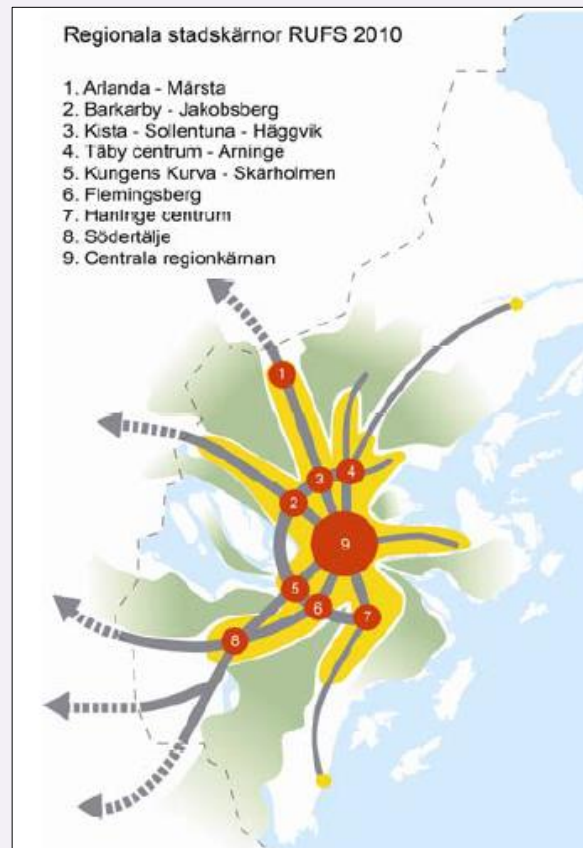 Regionala stadskärnor RUFS 2010
1. Arlanda - Märsta
2. Barkarby - Jakobsberg
3. Kista - Sollentuna - Häggvik
4. Täby centrum - Arninge
5. Kungens Kurva - Skärholmen
6. Flemingsberg
7. Haninge centrum
8. Södertälje
9. Centrala regionkärnan
1
4
3
2
9
5
6
7
8